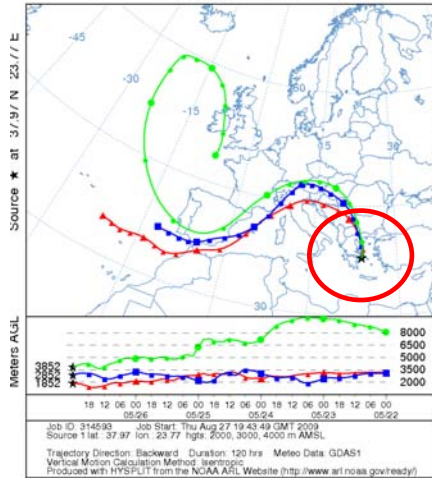 Source ★ at 37.97 N 23.77 E
-45
-30
-15
50
15
30
30
Meters AGL
3852
2852
1852
8000
6500
5000
3500
2000
18 12 06 00 18 12 06 00 18 12 06 00 18 12 06 00 18 12 06 00
05/26 05/25 05/24 05/23 05/22
Job ID: 314593 Job Start: Thu Aug 27 19:43:49 GMT 2009
Source 1 lat.: 37.97 lon.: 23.77 hgts: 2000, 3000, 4000 m AMSL
Trajectory Direction: Backward Duration: 120 hrs Meteo Data: GDAS1
Vertical Motion Calculation Method: Isentropic
Produced with HYSPLIT from the NOAA ARL Website (http://www.arl.noaa.gov/ready/)